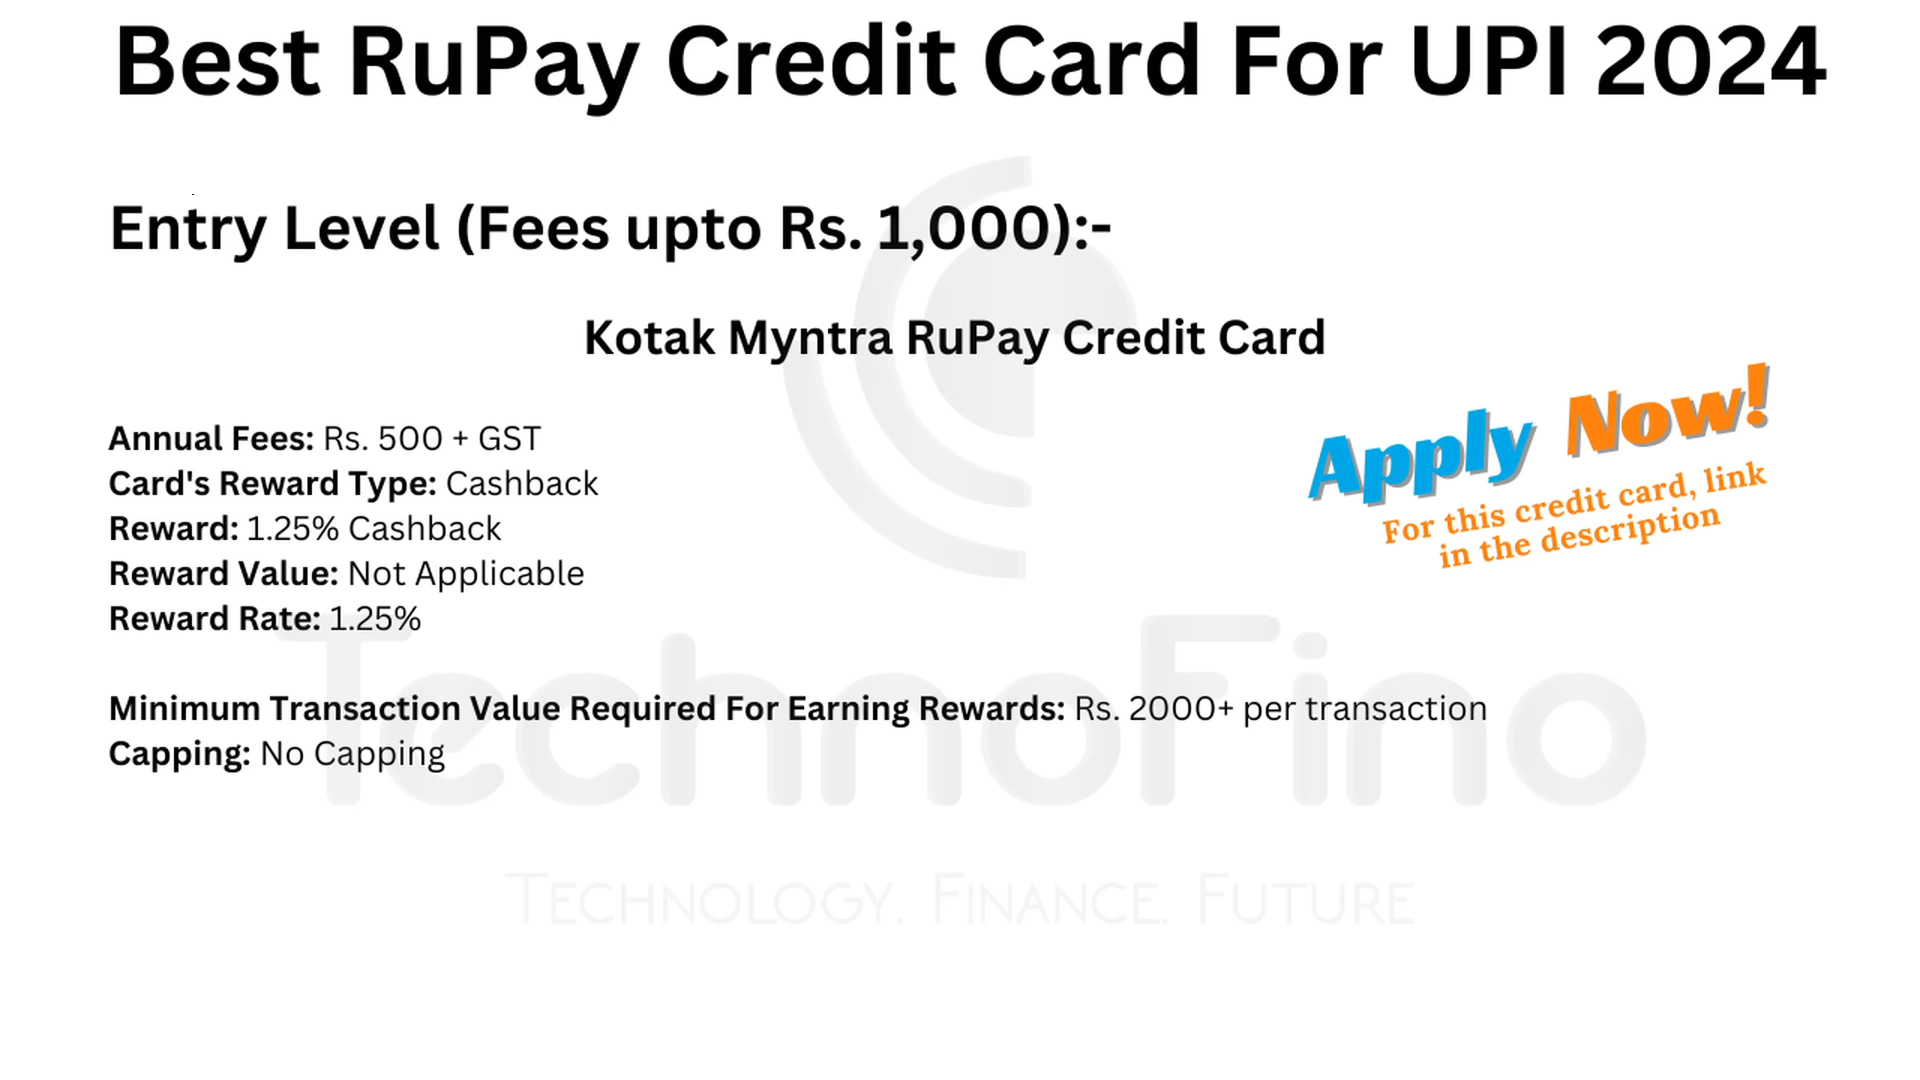 Best RuPay Credit Card For UPI 2024
Entry Level (Fees upto Rs. 1,000):-
Kotak Myntra RuPay Credit Card
Annual Fees: Rs. 500 + GST
Card's Reward Type: Cashback
Reward: 1.25% Cashback
Reward Value: Not Applicable
Reward Rate: 1.25%
Apply Now!
For this credit card, link
in the description
Minimum Transaction Value Required For Earning Rewards: Rs. 2000+ per transaction
Capping: No Capping
TechnoFino
TECHNOLOGY. FINANCE. FUTURE